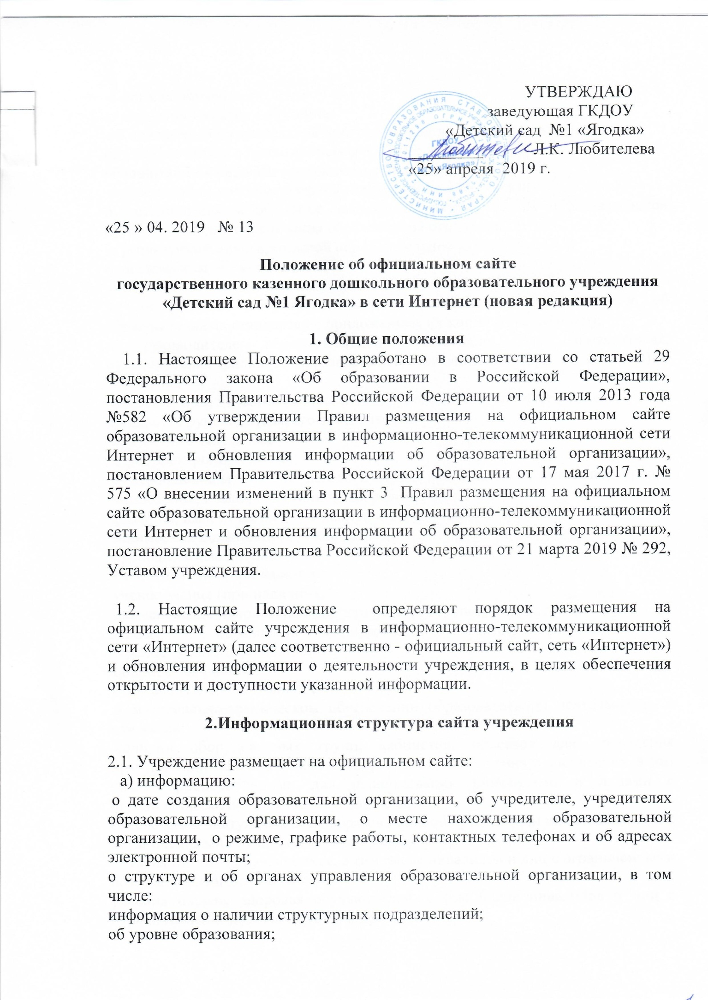 УТВЕРЖДАЮ
заведующая ГКДОУ
«Детский сад №1 «Ягодка»
Л.К. Любителева
«25» апреля 2019 г.
МИНИСТЕРСТВО ОБРАЗОВАНИЯ СТАВРОПОЛЬСКОГО КРАЯ
ГКДОУ
«Детский сад
№ 1 «Ягодка»
«25 » 04. 2019 № 13
Положение об официальном сайте
государственного казенного дошкольного образовательного учреждения
«Детский сад №1 Ягодка» в сети Интернет (новая редакция)
1. Общие положения
1.1. Настоящее Положение разработано в соответствии со статьей 29
Федерального закона «Об образовании в Российской Федерации»,
постановления Правительства Российской Федерации от 10 июля 2013 года
№582 «Об утверждении Правил размещения на официальном сайте
образовательной организации в информационно-телекоммуникационной сети
Интернет и обновления информации об образовательной организации»,
постановлением Правительства Российской Федерации от 17 мая 2017 г. №
575 «О внесении изменений в пункт 3 Правил размещения на официальном
сайте образовательной организации в информационно-телекоммуникационной
сети Интернет и обновления информации об образовательной организации»,
постановление Правительства Российской Федерации от 21 марта 2019 № 292,
Уставом учреждения.
1.2. Настоящие Положение определяют порядок размещения на
официальном сайте учреждения в информационно-телекоммуникационной
сети «Интернет» (далее соответственно - официальный сайт, сеть «Интернет»)
и обновления информации о деятельности учреждения, в целях обеспечения
открытости и доступности указанной информации.
2.Информационная структура сайта учреждения
2.1. Учреждение размещает на официальном сайте:
а) информацию:
о дате создания образовательной организации, об учредителе, учредителях
образовательной организации, о месте нахождения образовательной
организации, о режиме, графике работы, контактных телефонах и об адресах
электронной почты;
о структуре и об органах управления образовательной организации, в том
числе:
информация о наличии структурных подразделений;
об уровне образования;